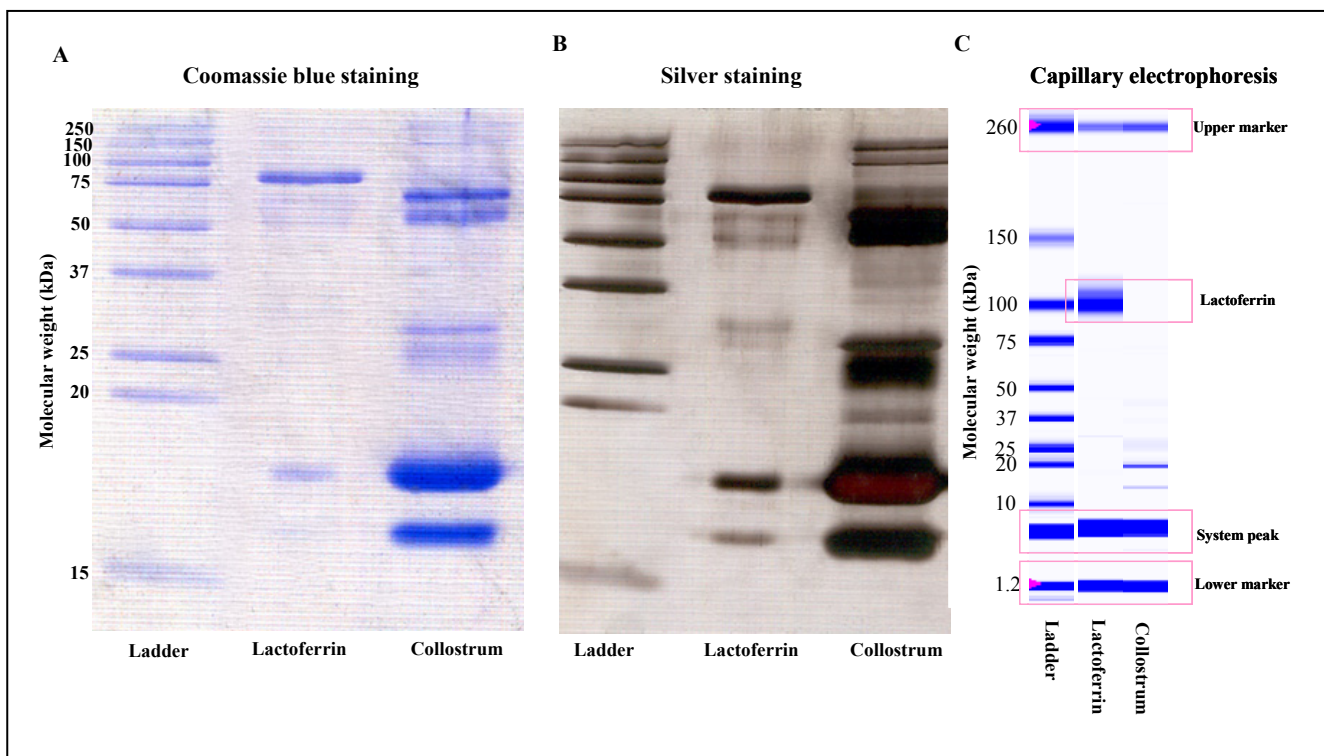 A
Coomassie blue staining
250
150
100
75
50
37
25
20
15
Molecular weight (kDa)
Ladder
Lactoferrin
Collostrum
B
Silver staining
Ladder
Lactoferrin
Collostrum
C
Capillary electrophoresis
260
150
100
75
50
37
25
20
10
1.2
Molecular weight (kDa)
Upper marker
Lactoferrin
System peak
Lower marker
Ladder
Lactoferrin
Collostrum